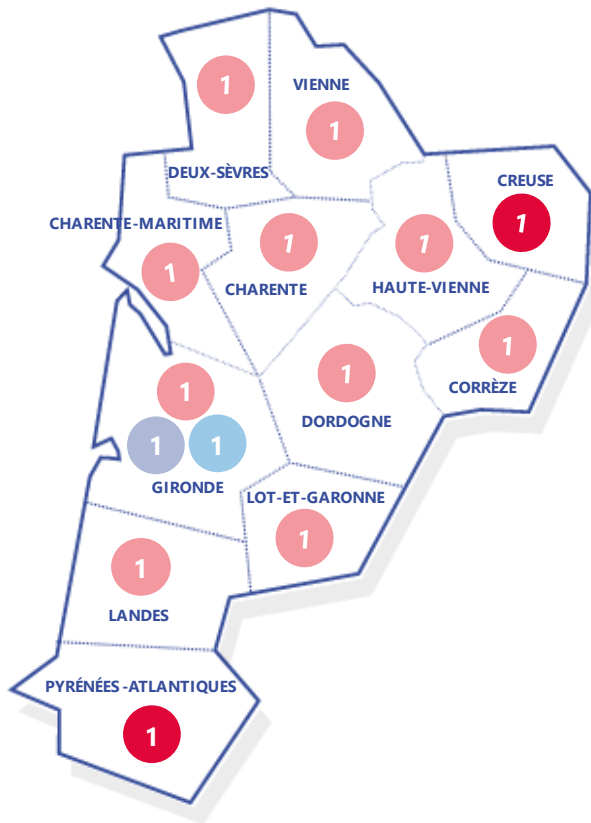 1
VIENNE
1
DEUX-SÈVRES
CREUSE
1
CHARENTE-MARITIME
1
1
CHARENTE
1
HAUTE-VIENNE
1
CORRÈZE
1
DORDOGNE
1
1
1
GIRONDE
LOT-ET-GARONNE
1
1
LANDES
PYRÉNÉES-ATLANTIQUES
1